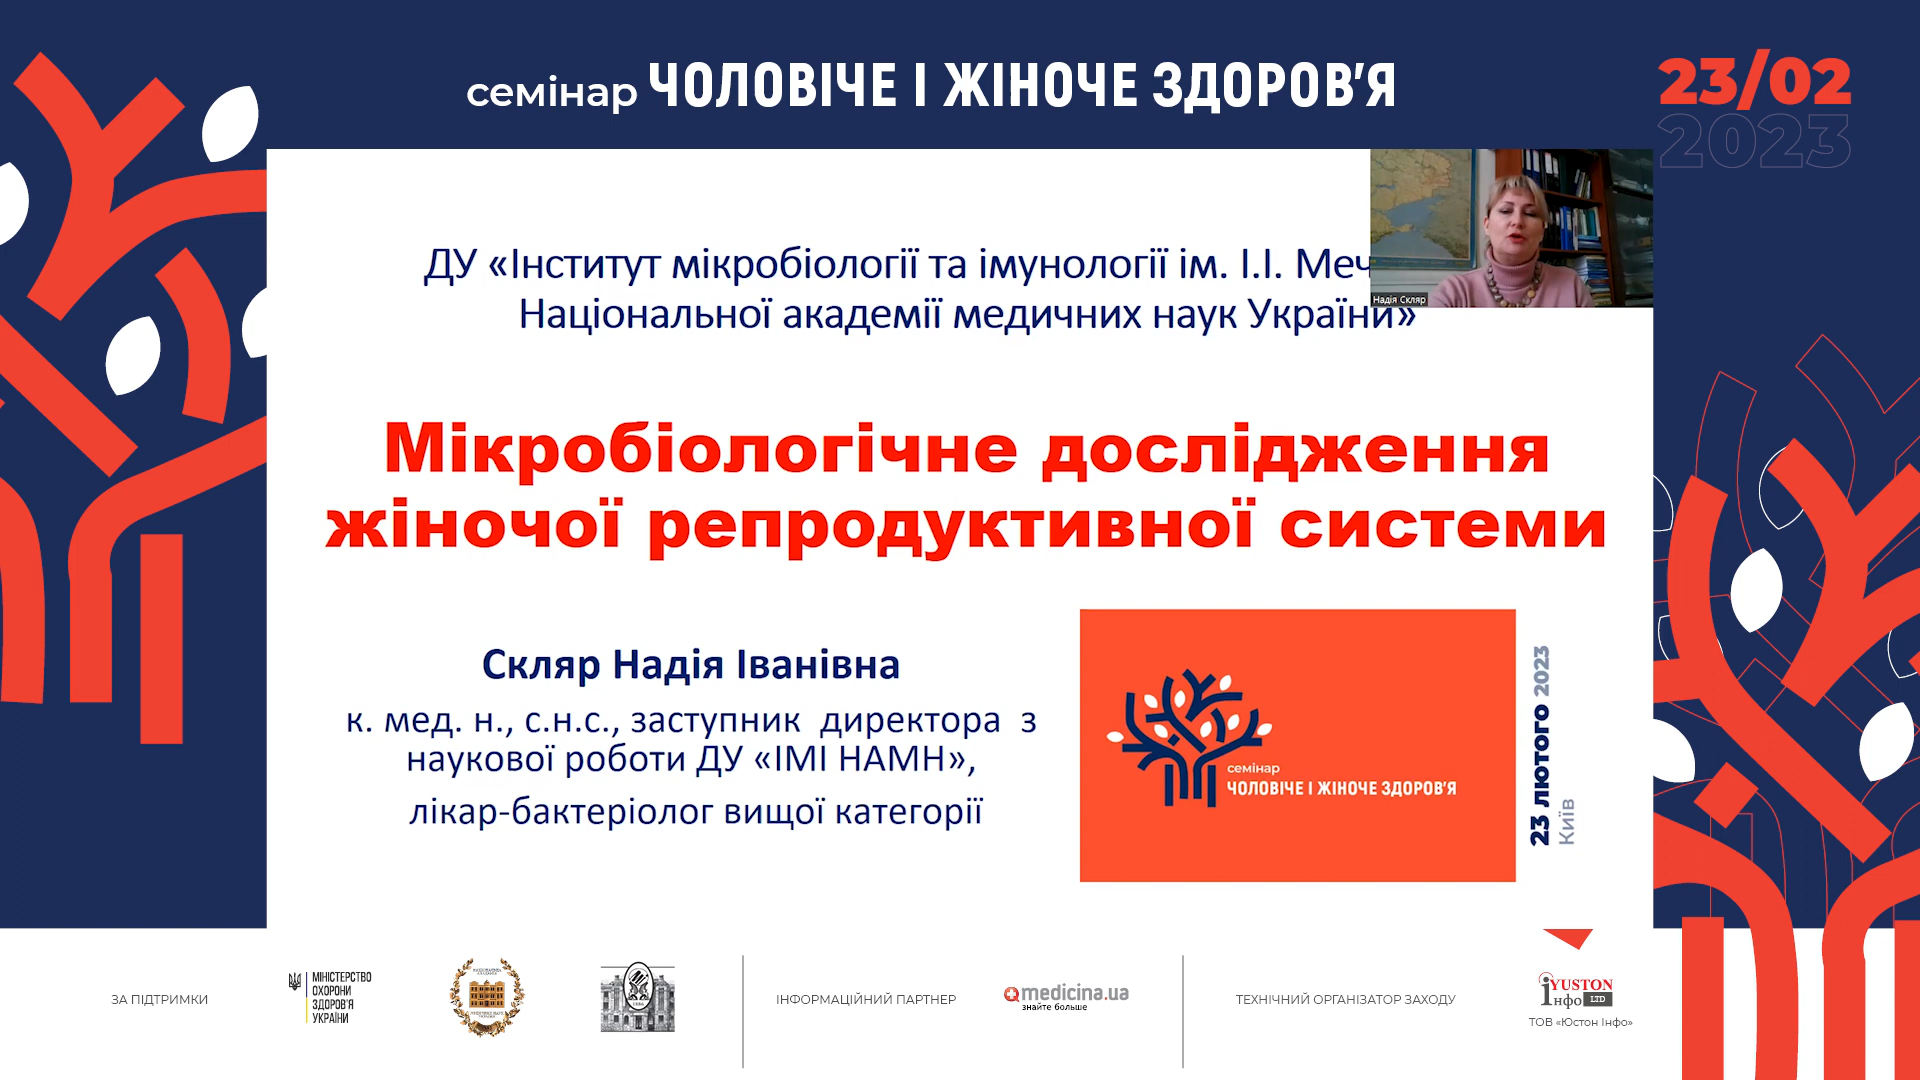 семінар ЧОЛОВІЧЕ І ЖІНОЧЕ ЗДОРОВ'Я
23/02
2023
ДУ «Інститут мікробіології та імунології ім. І.І. Меч
Національної академії медичних наук України»
Надія Скляр
Мікробіологічне дослідження
жіночої репродуктивної системи
Скляр Надія Іванівна
к. мед. н., с.н.с., заступник директора з
наукової роботи ДУ «ІМІ НАМН»,
лікар-бактеріолог вищої категорії
семінар
ЧОЛОВІЧЕ І ЖІНОЧЕ ЗДОРОВ'Я
23 лютого 2023
Київ
ЗА ПІДТРИМКИ
МІНІСТЕРСТВО
ОХОРОНИ
ЗДОРОВ'Я
УКРАЇНИ
ІНФОРМАЦІЙНИЙ ПАРТНЕР
medicina.ua
знайте больше
ТЕХНІЧНИЙ ОРГАНІЗАТОР ЗАХОДУ
YUSTON
iнфо LTD
ТОВ «Юстон Інфо»